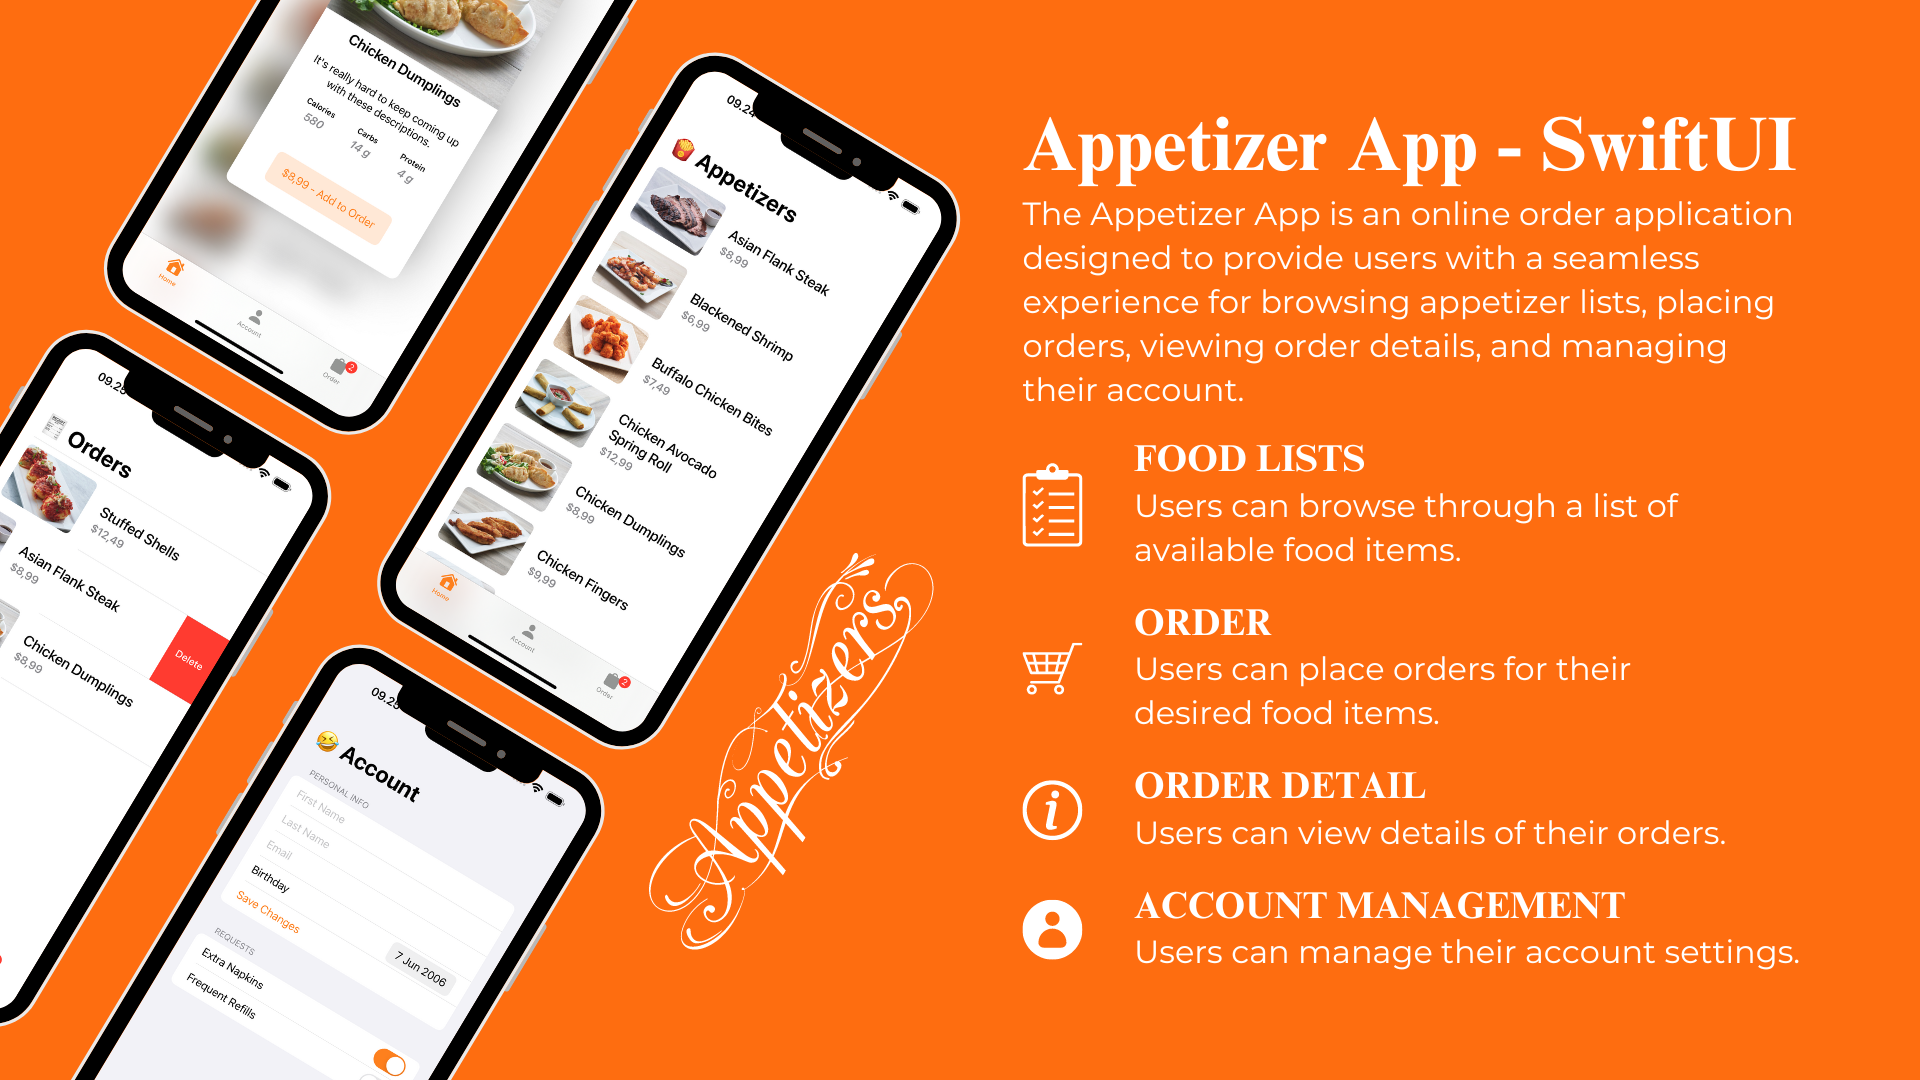 Chicken Dumplings
It's really hard to keep coming up
with these descriptions.
Calories
580
Carbs
14 g
Protein
4 g
$8,99 - Add to Order
Home
Account
Order
2
09.24
Appetizers
Asian Flank Steak
$8,99
Blackened Shrimp
$6,99
Buffalo Chicken Bites
$7,49
Chicken Avocado
Spring Roll
$12,99
Chicken Dumplings
$8,99
Chicken Fingers
$9,99
Home
Account
Order
2
09.25
Orders
Stuffed Shells
$12,49
Asian Flank Steak
$8,99
Delete
Chicken Dumplings
$8,99
09.25
Account
PERSONAL INFO
First Name
Last Name
Email
Birthday
7 Jun 2006
Save Changes
REQUESTS
Extra Napkins
Frequent Refills
Appetizers
Appetizer App - SwiftUI
The Appetizer App is an online order application
designed to provide users with a seamless
experience for browsing appetizer lists, placing
orders, viewing order details, and managing
their account.
FOOD LISTS
Users can browse through a list of
available food items.
ORDER
Users can place orders for their
desired food items.
ORDER DETAIL
Users can view details of their orders.
ACCOUNT MANAGEMENT
Users can manage their account settings.